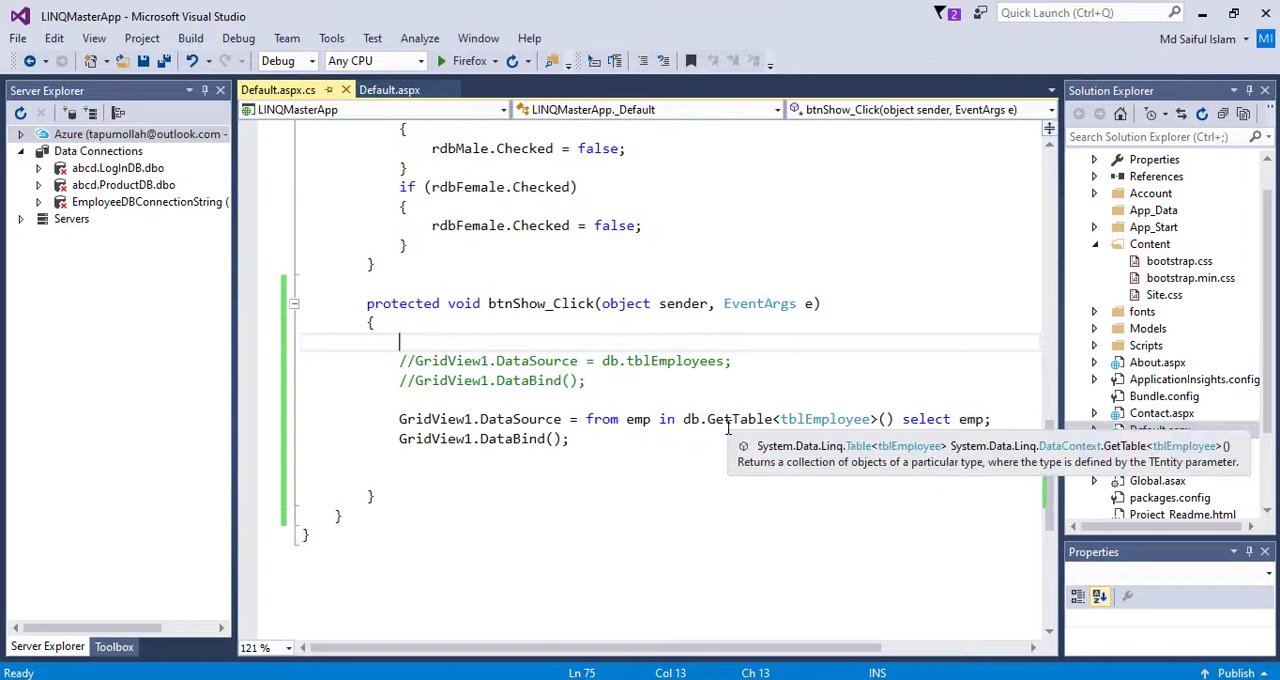 LINQMasterApp - Microsoft Visual Studio
2
Quick Launch (Ctrl+Q)
File Edit View Project Build Debug Team Tools Test Analyze Window Help
Md Saiful Islam MI
Debug Any CPU Firefox
Server Explorer
Azure (tapumollah@outlook.com
Data Connections
abcd.LogInDB.dbo
abcd.ProductDB.dbo
EmployeeDBConnectionString (
Servers
Server Explorer Toolbox
Default.aspx.cs Default.aspx
LINQMasterApp LINQMasterApp._Default btnShow_Click(object sender, EventArgs e)
{
rdbMale.Checked = false;
}
if (rdbFemale.Checked)
{
rdbFemale.Checked = false;
}
}
protected void btnShow_Click(object sender, EventArgs e)
{
//GridView1.DataSource = db.tblEmployees;
//GridView1.DataBind();
GridView1.DataSource = from emp in db.GetTable<tblEmployee>() select emp;
GridView1.DataBind();
System.Data.Linq.Table<tblEmployee> System.Data.Linq.DataContext.GetTable<tblEmployee>()
Returns a collection of objects of a particular type, where the type is defined by the TEntity parameter.
}
}
}
121 %
Solution Explorer
Search Solution Explorer (Ctrl+;)
Properties
References
Account
App_Data
App_Start
Content
bootstrap.css
bootstrap.min.css
Site.css
fonts
Models
Scripts
About.aspx
ApplicationInsights.config
Bundle.config
Contact.aspx
Default.aspx
Global.asax
packages.config
Project_Readme.html
Properties
Ready Ln 75 Col 13 Ch 13 INS Publish